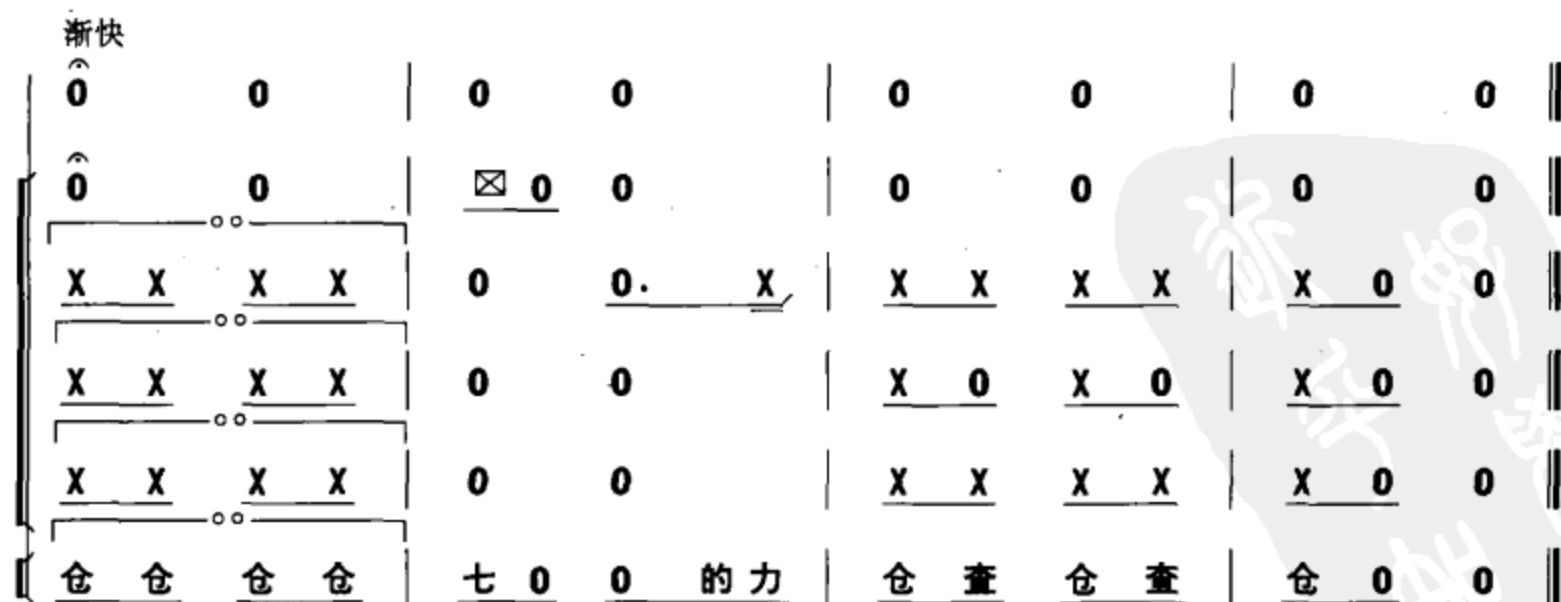 渐快
0 0 | 0 0 | 0 0 | 0 0
0 0 | ☒ 0 0 | 0 0 | 0 0
X X X X | 0 0. X | X X X X | X 0 0
X X X X | 0 0 | X 0 X 0 | X 0 0
X X X X | 0 0 | X X X X | X 0 0
仓 仓 仓 仓 | 七 0 0 的 力 | 仓 查 仓 查 | 仓 0 0